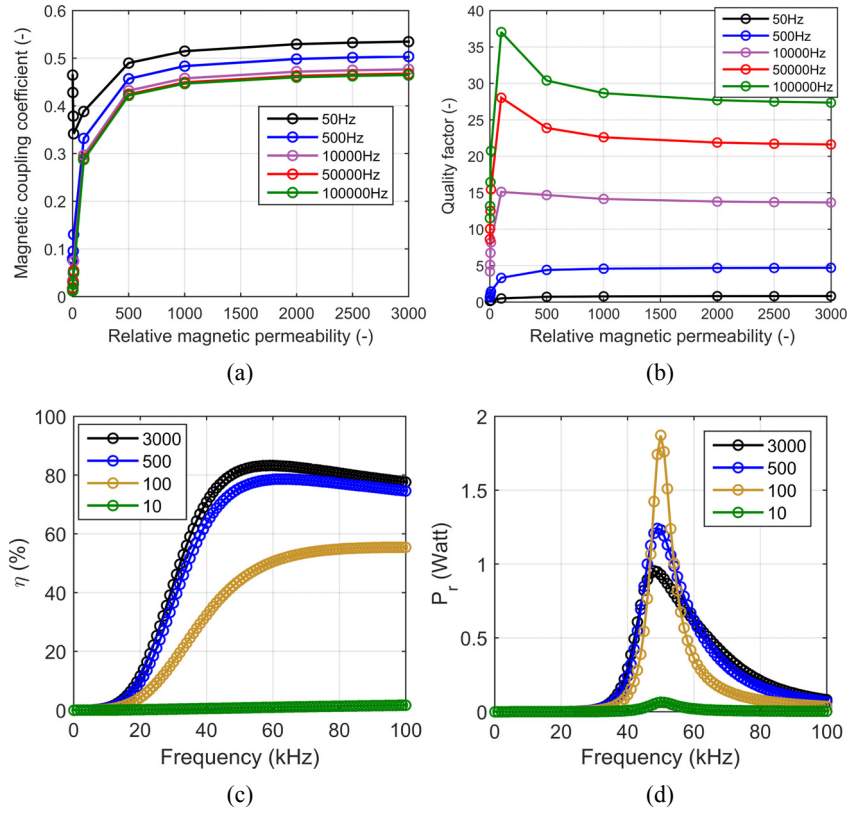 0.6
0.5
0.4
0.3
0.2
0.1
0
Magnetic coupling coefficient (-)
50Hz
500Hz
10000Hz
50000Hz
100000Hz
0 500 1000 1500 2000 2500 3000
Relative magnetic permeability (-)
(a)
40
35
30
25
20
15
10
5
0
Quality factor (-)
50Hz
500Hz
10000Hz
50000Hz
100000Hz
0 500 1000 1500 2000 2500 3000
Relative magnetic permeability (-)
(b)
100
80
60
40
20
0
η (%)
3000
500
100
10
0 20 40 60 80 100
Frequency (kHz)
(c)
2
1.5
1
0.5
0
Pr (Watt)
3000
500
100
10
0 20 40 60 80 100
Frequency (kHz)
(d)